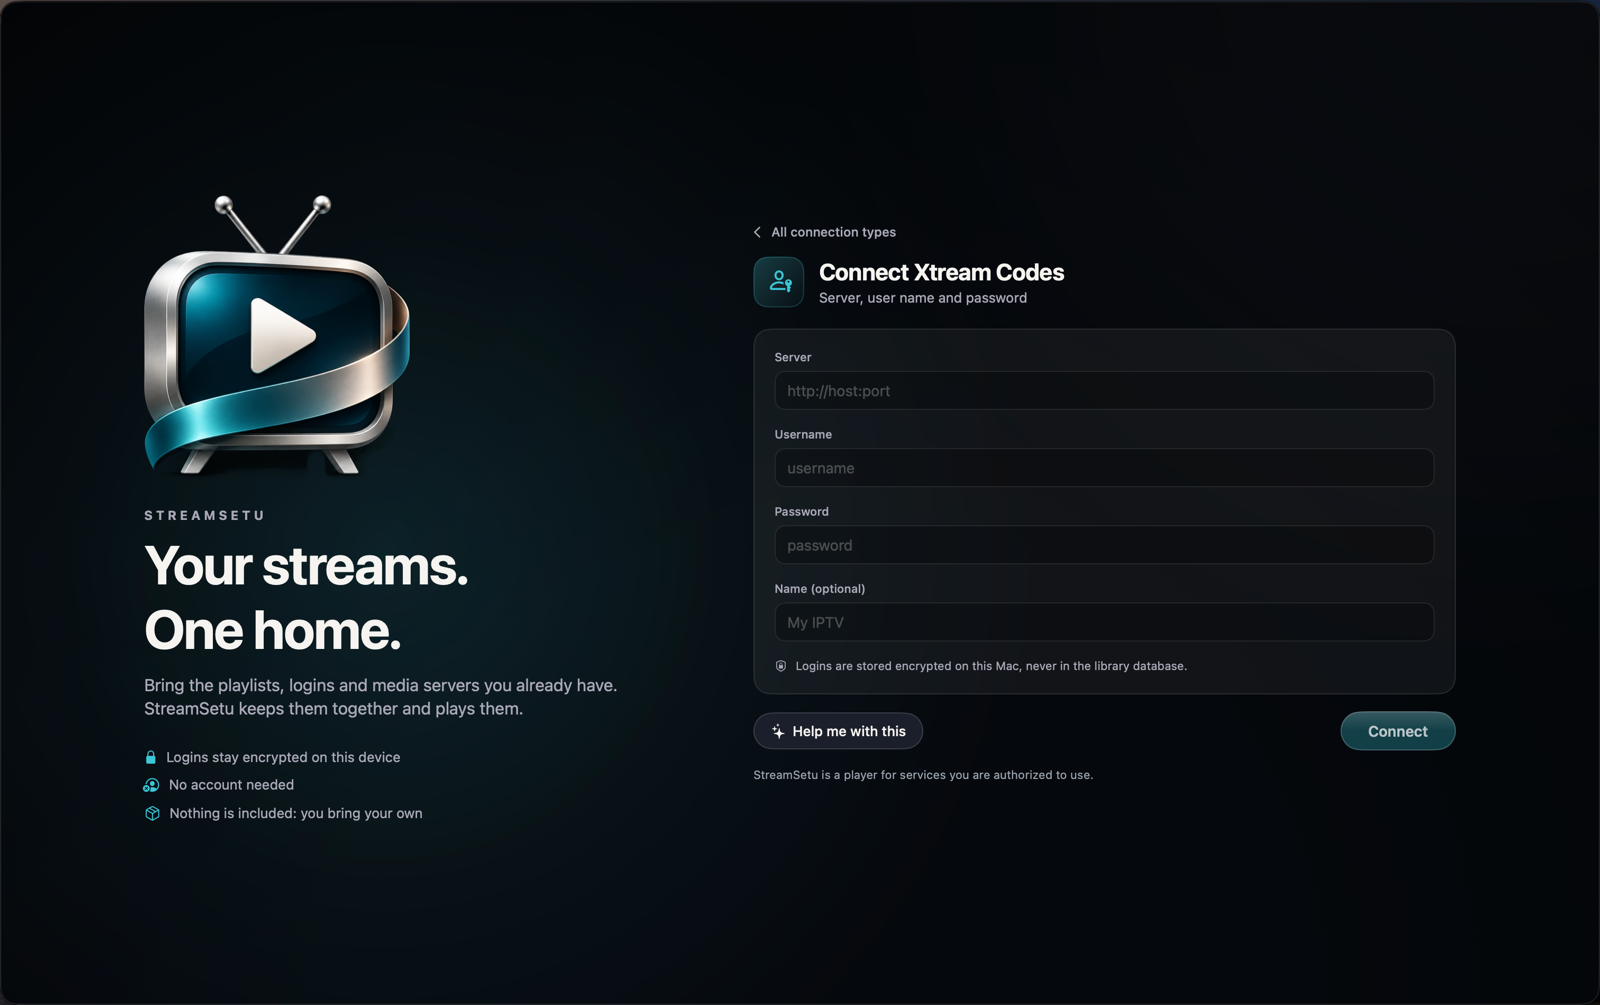 STREAMSETU
Your streams.
One home.
Bring the playlists, logins and media servers you already have.
StreamSetu keeps them together and plays them.
Logins stay encrypted on this device
No account needed
Nothing is included: you bring your own
All connection types
Connect Xtream Codes
Server, user name and password
Server
http://host:port
Username
username
Password
password
Name (optional)
My IPTV
Logins are stored encrypted on this Mac, never in the library database.
Help me with this
Connect
StreamSetu is a player for services you are authorized to use.